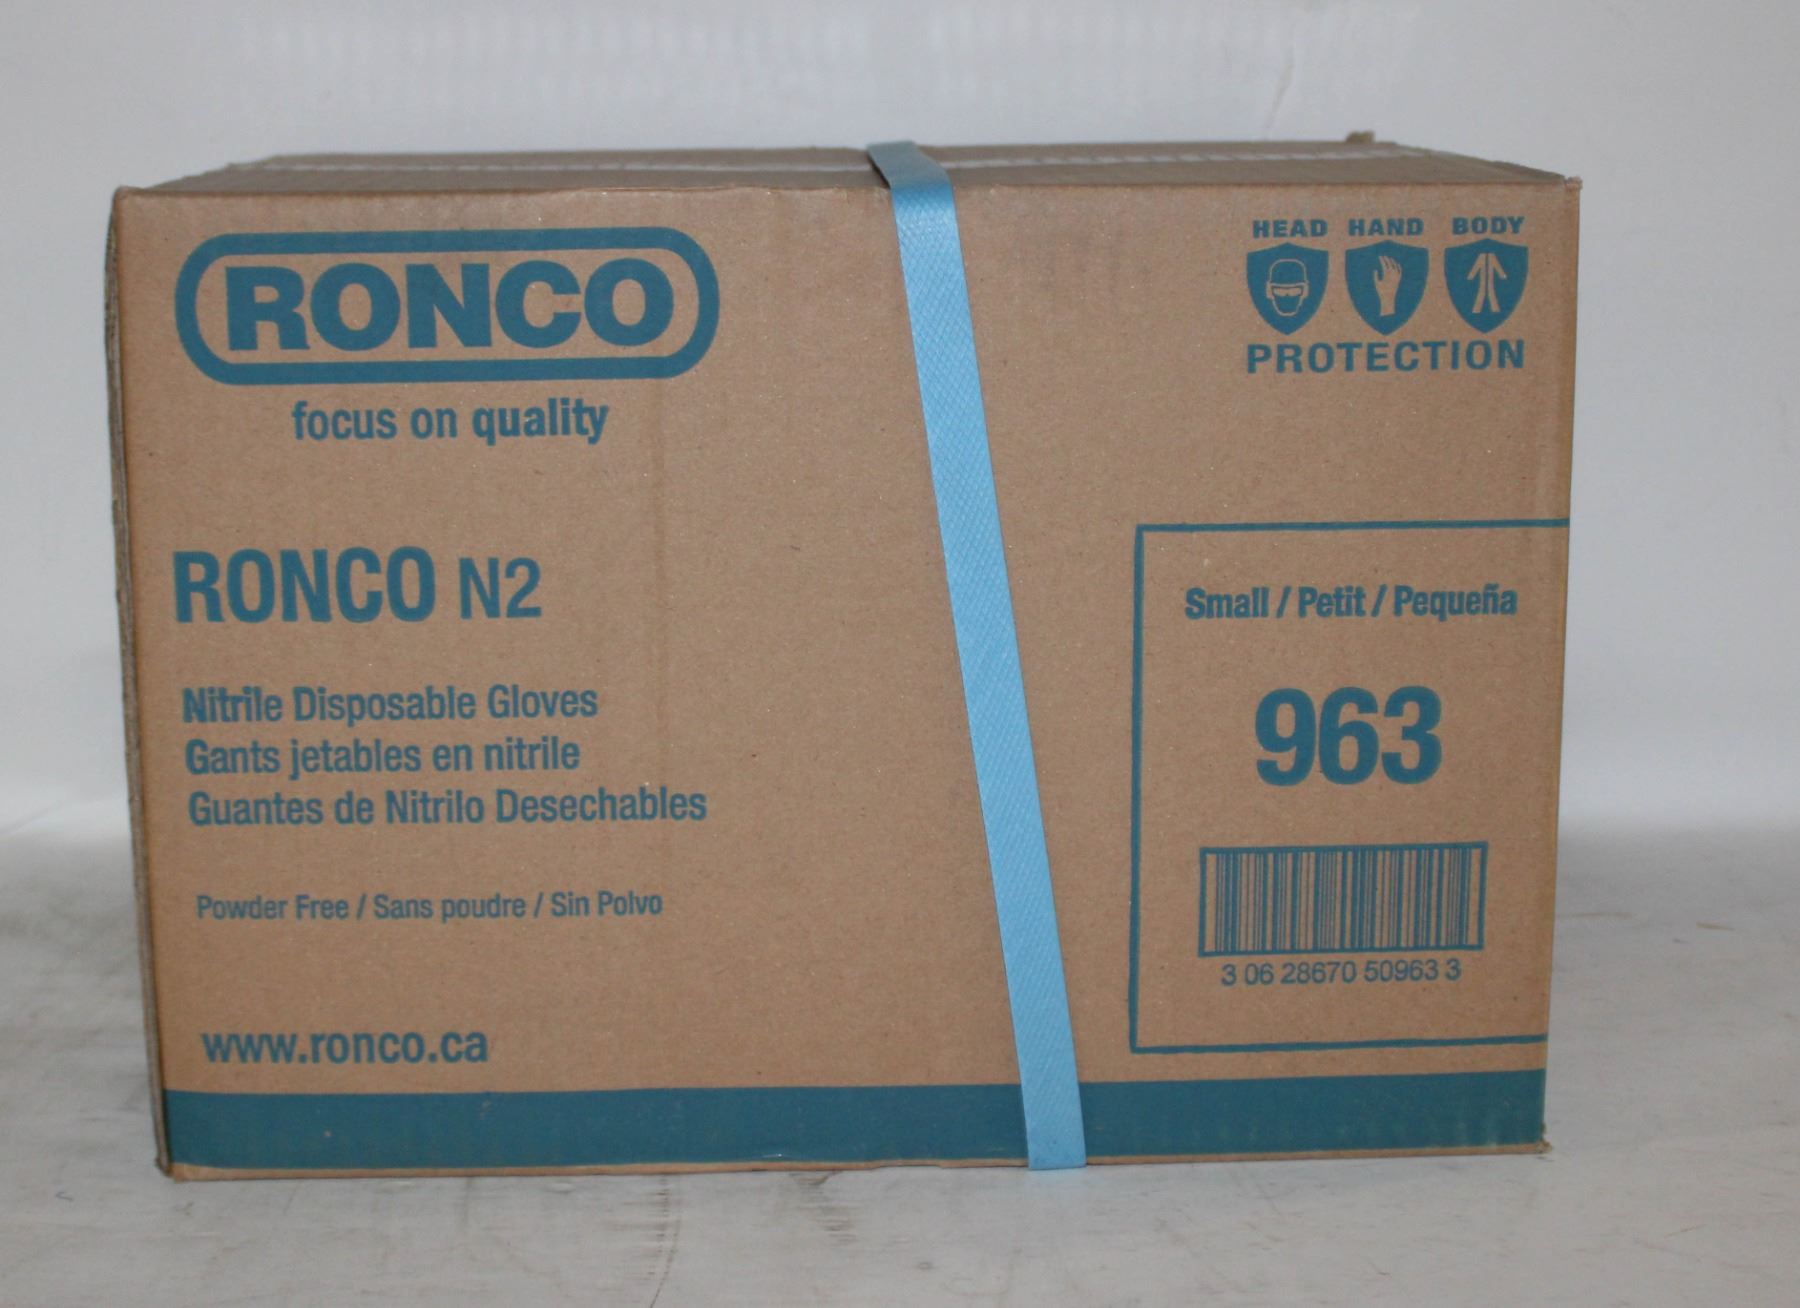 RONCO
focus on quality
HEAD HAND BODY
PROTECTION
RONCO N2
Nitrile Disposable Gloves
Gants jetables en nitrile
Guantes de Nitrilo Desechables
Powder Free / Sans poudre / Sin Polvo
www.ronco.ca
Small / Petit / Pequeña
963
3 06 28670 50963 3